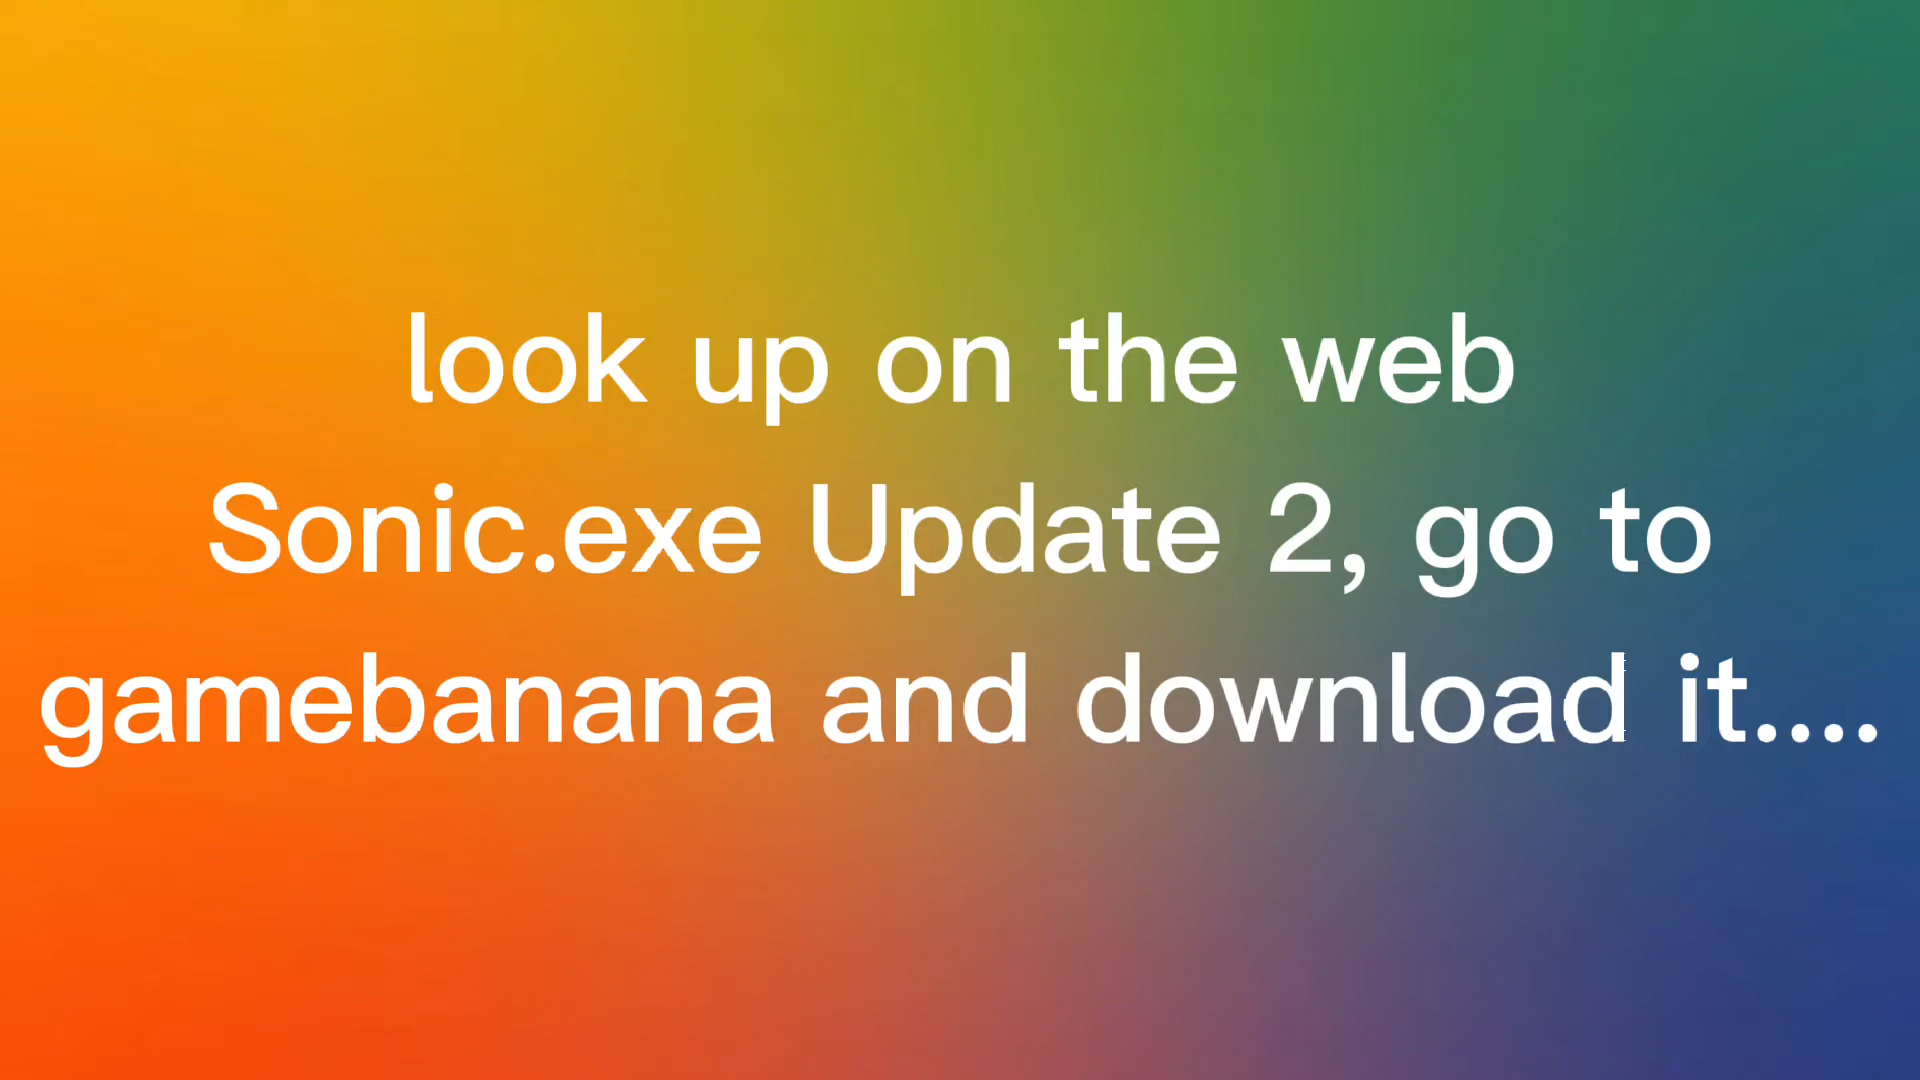 look up on the web
Sonic.exe Update 2, go to
gamebanana and download it....